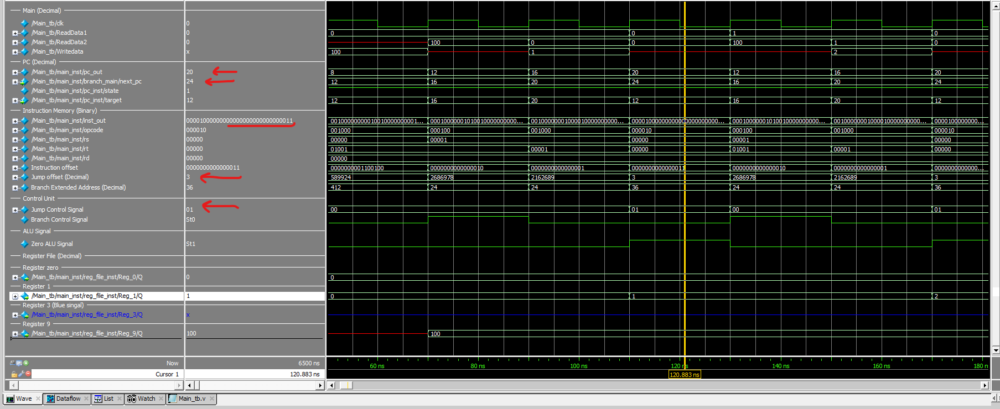 Main (Decimal)
/Main_tb/clk 0
/Main_tb/ReadData1 0 0 0 1 0
/Main_tb/ReadData2 0 100 0 0 100 1 0
/Main_tb/Writedata x 100 1 2
PC (Decimal)
/Main_tb/main_inst/pc_out 20 8 12 16 20 12 16 20
/Main_tb/main_inst/branch_main/next_pc 24 12 16 20 24 16 20 24
/Main_tb/main_inst/pc_inst/state 1
/Main_tb/main_inst/pc_inst/target 12 12 16 20 12 16 20 12
Instruction Memory (Binary)
/Main_tb/main_inst/inst_out
/Main_tb/main_inst/opcode 000010 001000 000100 001000 000010 000100 001000 000010
/Main_tb/main_inst/rs 00000 00000 00001 00000 00001 00000
/Main_tb/main_inst/rt 00000 01001 00001 00000 01001 00001 00000
/Main_tb/main_inst/rd 00000 00000
Instruction offset 0000000000000011 0000000001100100 0000000000000010 0000000000000001 0000000000000011 0000000000000010 0000000000000001
Jump offset (Decimal) 3 589924 2686978 2162689 3 2686978 2162689 3
Branch Extended Address (Decimal) 36 412 24 24 36 24 24 36
Control Unit
Jump Control Signal 01 00 01 00 01
Branch Control Signal St0
ALU Signal
Zero ALU Signal St1
Register File (Decimal)
Register zero
/Main_tb/main_inst/reg_file_inst/Reg_0/Q 0 0
Register 1
/Main_tb/main_inst/reg_file_inst/Reg_1/Q 1 0 1 2
Register 3 (Blue singal)
/Main_tb/main_inst/reg_file_inst/Reg_3/Q x
Register 9
/Main_tb/main_inst/reg_file_inst/Reg_9/Q 100 100
Now 6500 ns 60 ns 80 ns 100 ns 120 ns 140 ns 160 ns 180 n
Cursor 1 120.883 ns 120.883 ns
Wave Dataflow List Watch Main_tb.v